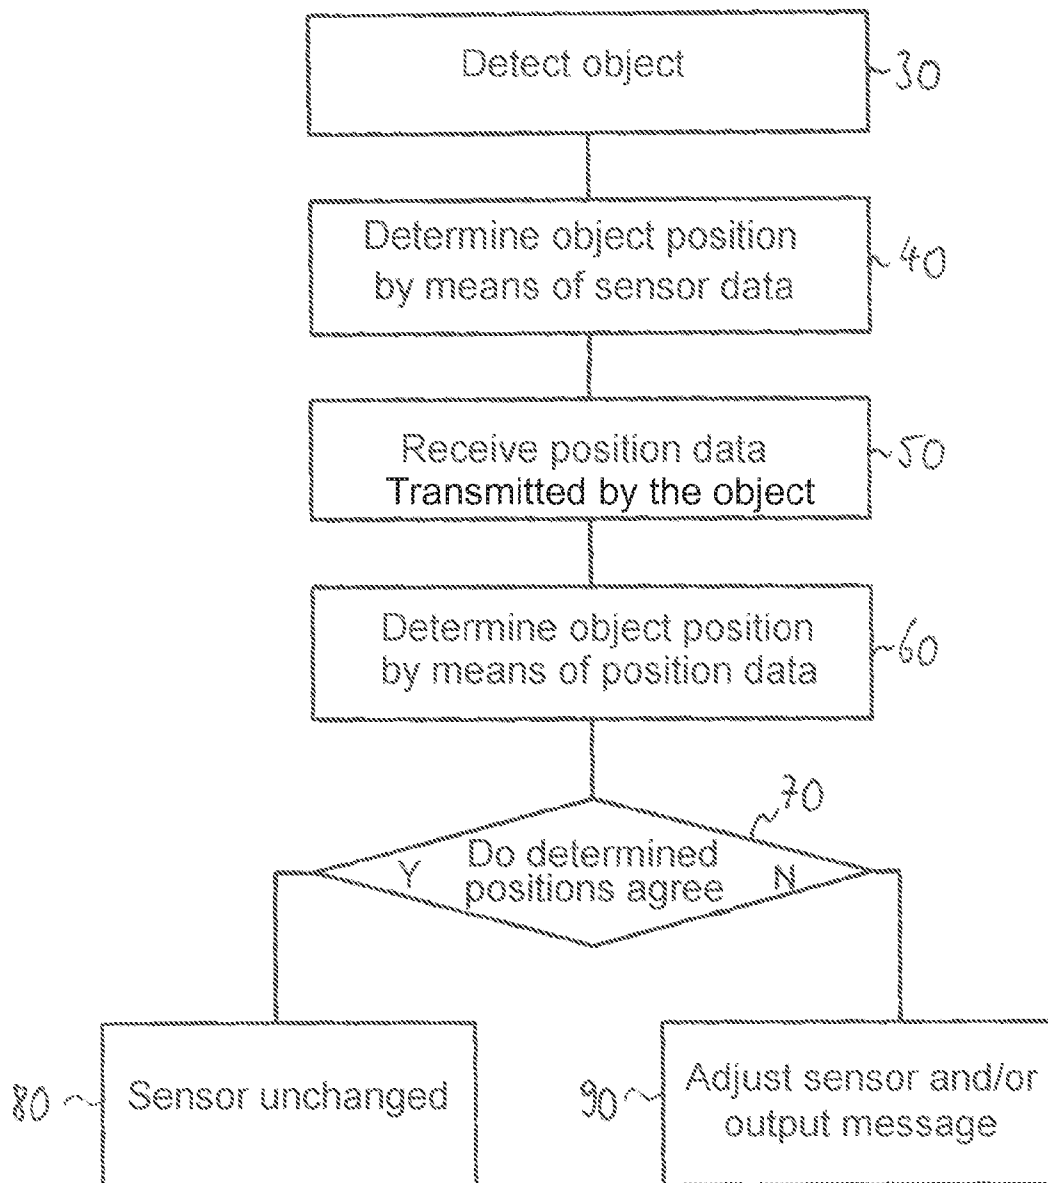 Detect object
30
Determine object position
by means of sensor data
40
Receive position data
Transmitted by the object
50
Determine object position
by means of position data
60
70
Do determined
Y positions agree N
Sensor unchanged
80
Adjust sensor and/or
output message
90